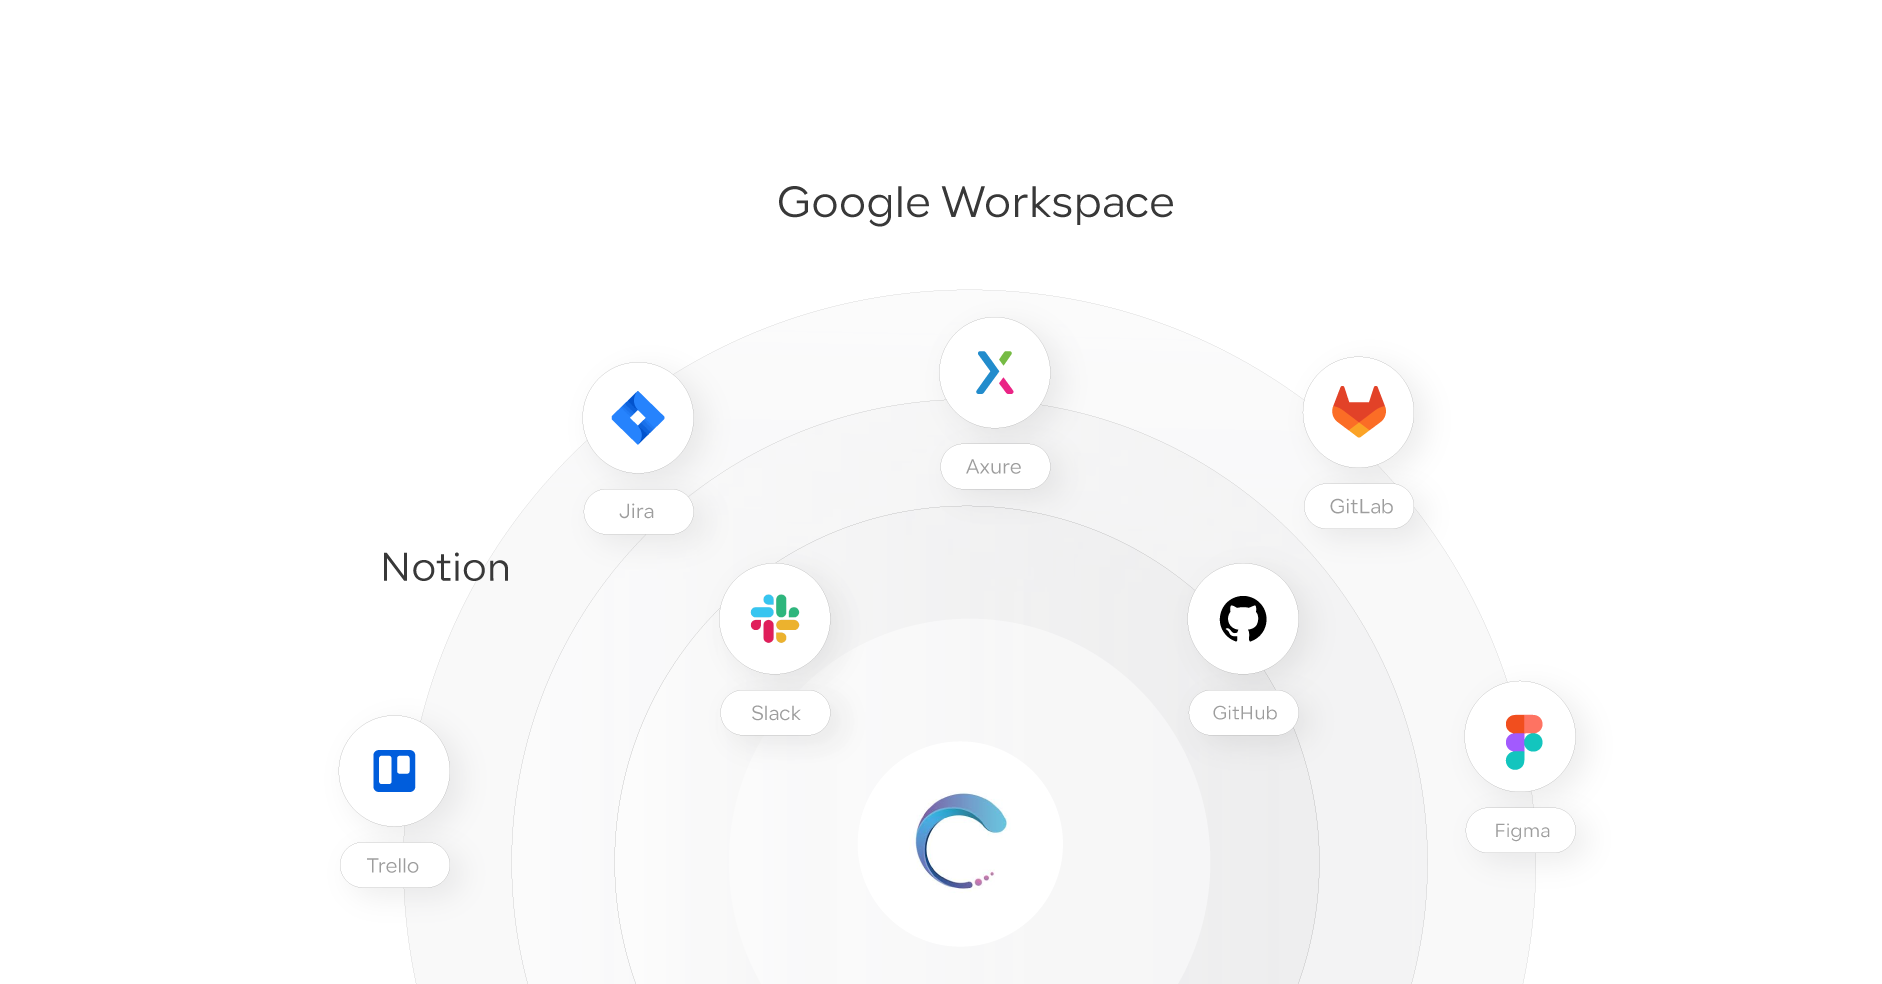 Google Workspace
Axure
Jira
GitLab
Notion
Slack
GitHub
Figma
Trello